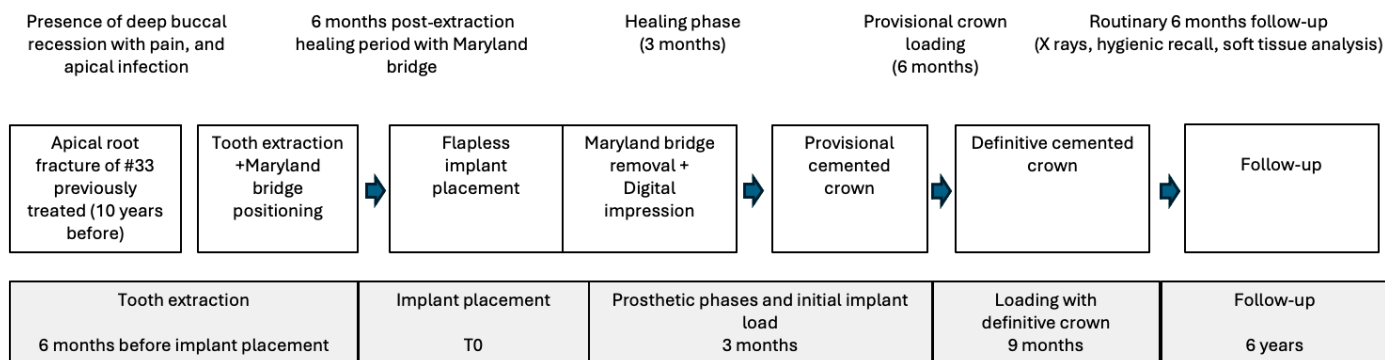 Presence of deep buccal
recession with pain, and
apical infection
6 months post-extraction
healing period with Maryland
bridge
Healing phase
(3 months)
Provisional crown
loading
(6 months)
Routinary 6 months follow-up
(X rays, hygienic recall, soft tissue analysis)
Apical root
fracture of #33
previously
treated (10 years
before)
Tooth extraction
+Maryland
bridge
positioning
Flapless
implant
placement
Maryland bridge
removal +
Digital
impression
Provisional
cemented
crown
Definitive cemented
crown
Follow-up
Tooth extraction
6 months before implant placement
Implant placement
T0
Prosthetic phases and initial implant
load
3 months
Loading with
definitive crown
9 months
Follow-up
6 years